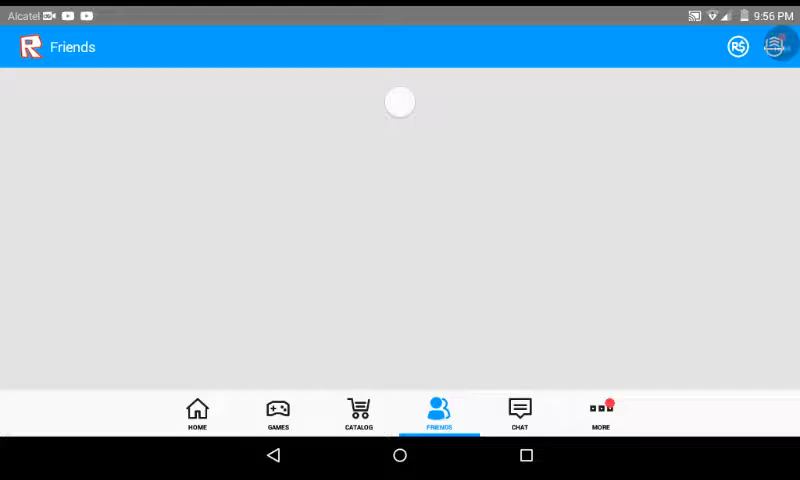 Alcatel 9:56 PM
R Friends R$
HOME GAMES CATALOG FRIENDS CHAT MORE